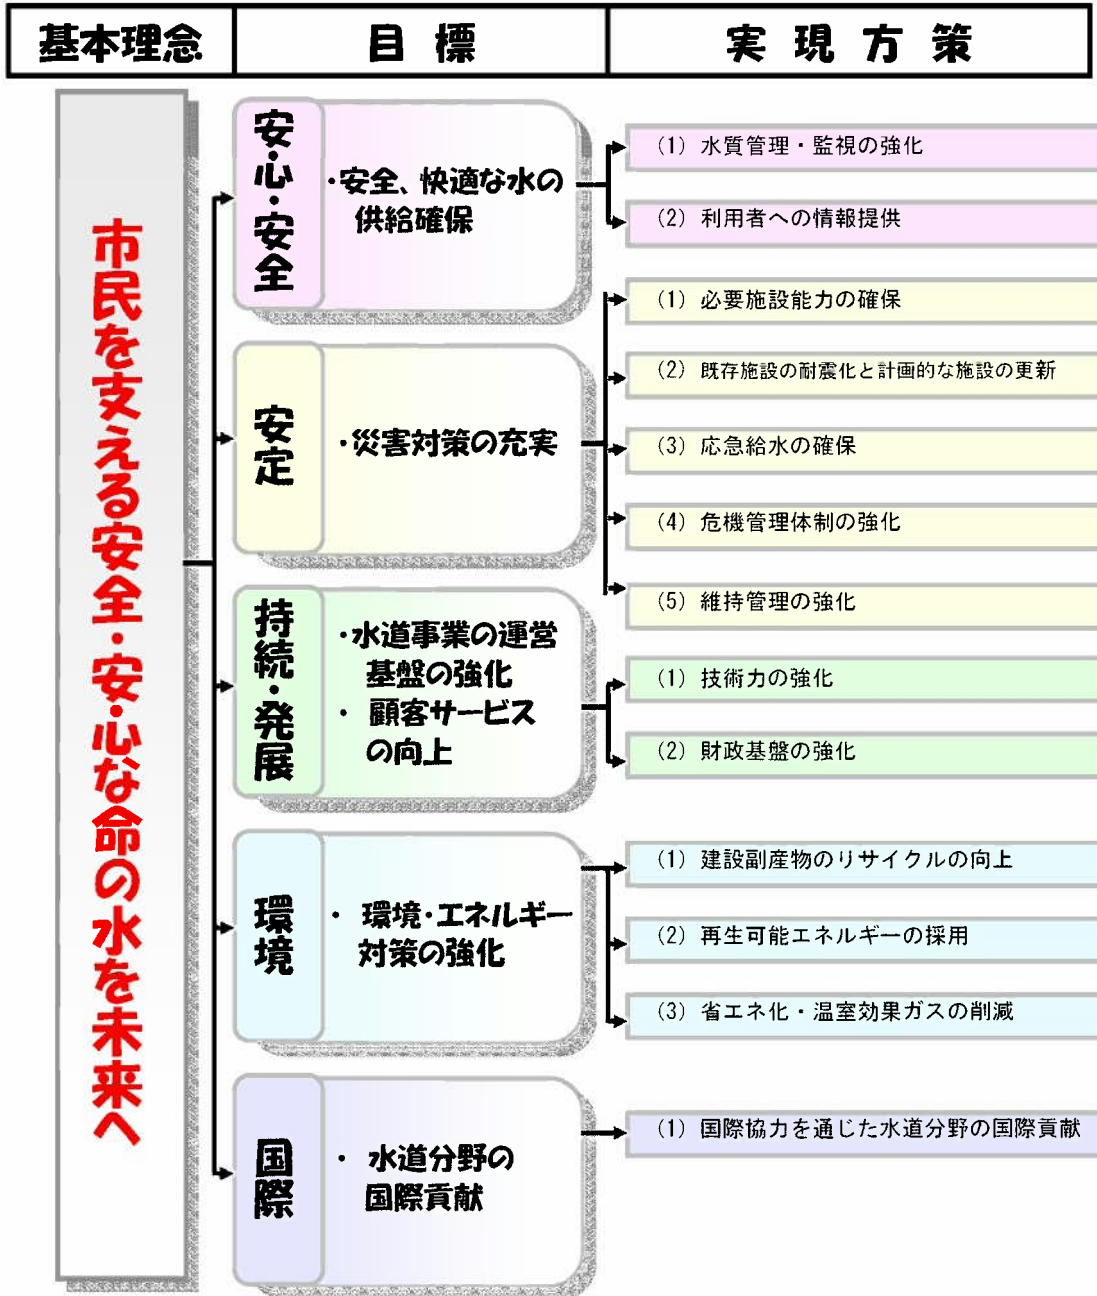 基本理念
目標
実現方策
市民を支える安全・安心な命の水を未来へ
安心・安全
・安全、快適な水の
供給確保
(1) 水質管理・監視の強化
(2) 利用者への情報提供
安定
・災害対策の充実
(1) 必要施設能力の確保
(2) 既存施設の耐震化と計画的な施設の更新
(3) 応急給水の確保
(4) 危機管理体制の強化
(5) 維持管理の強化
持続・発展
・水道事業の運営
基盤の強化
・ 顧客サービス
の向上
(1) 技術力の強化
(2) 財政基盤の強化
環境
・ 環境・エネルギー
対策の強化
(1) 建設副産物のリサイクルの向上
(2) 再生可能エネルギーの採用
(3) 省エネ化・温室効果ガスの削減
国際
・ 水道分野の
国際貢献
(1) 国際協力を通じた水道分野の国際貢献